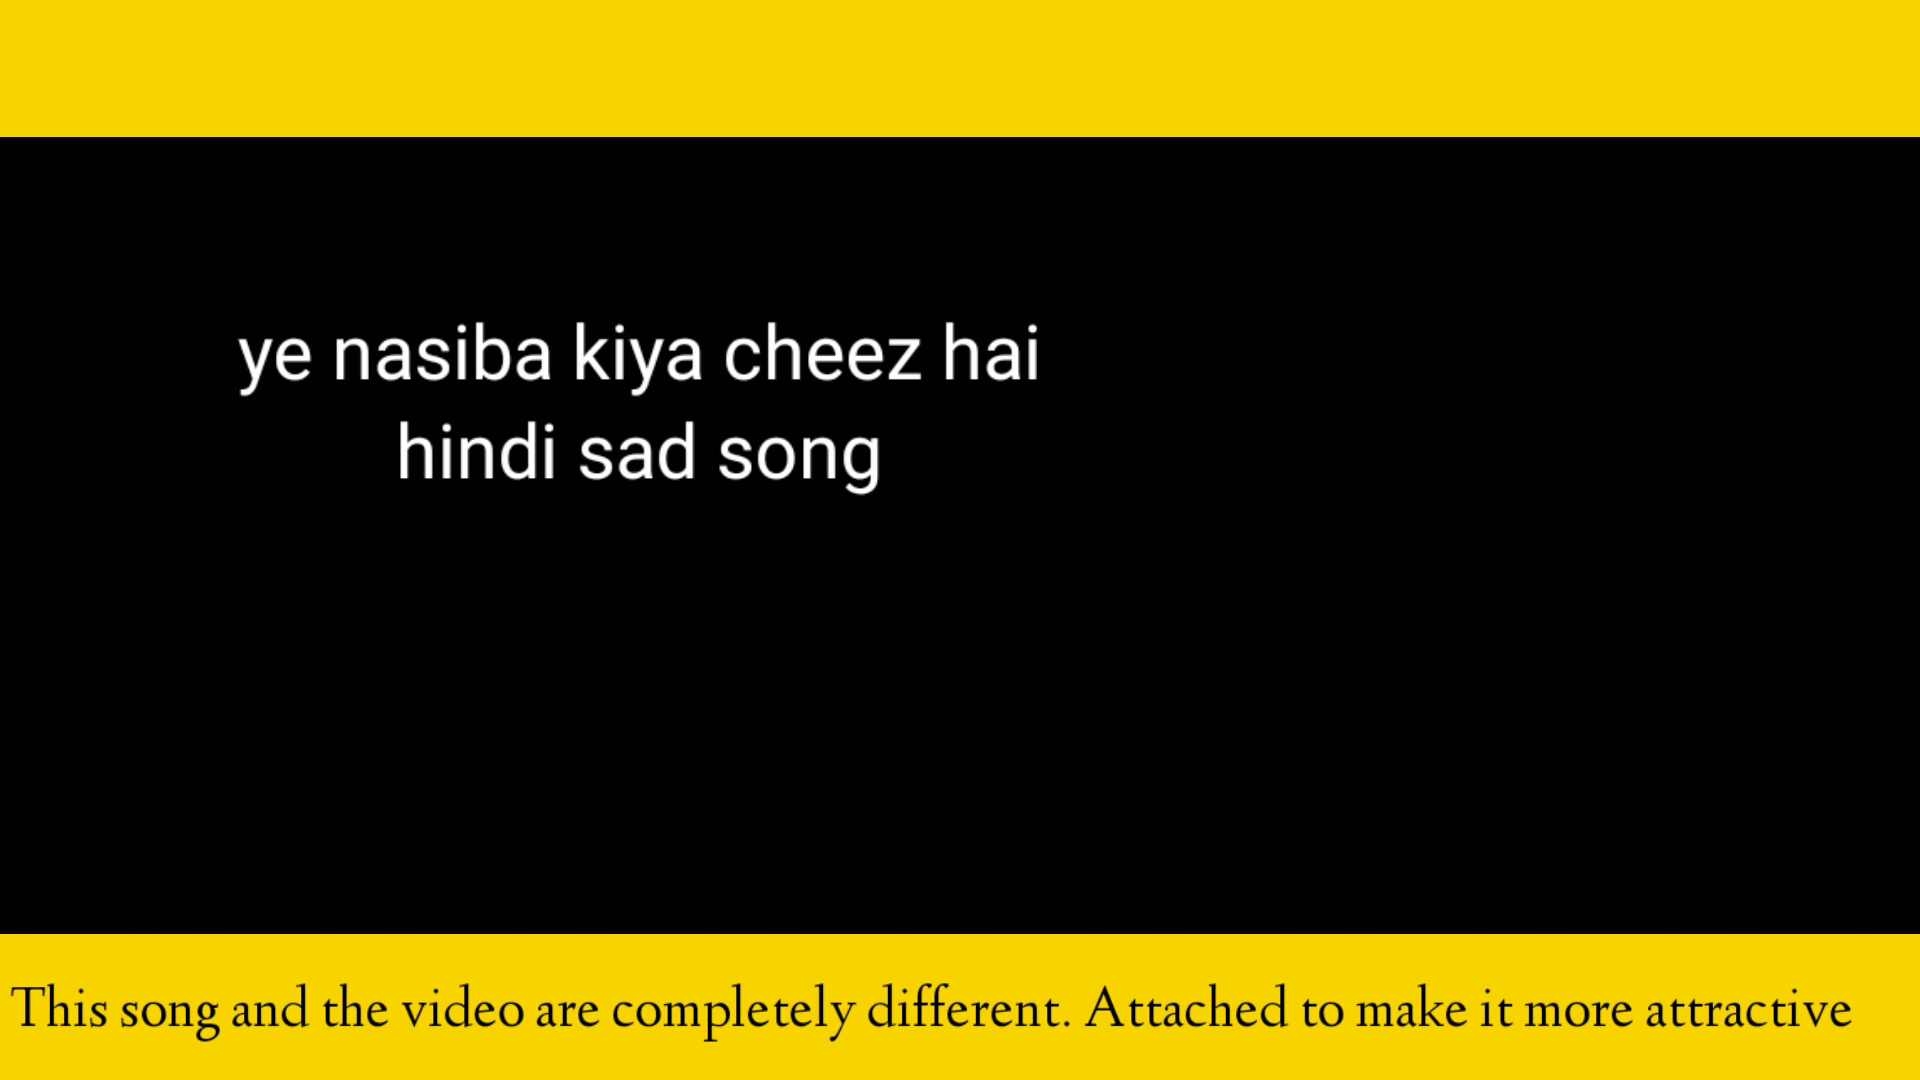 ye nasiba kiya cheez hai
hindi sad song
This song and the video are completely different. Attached to make it more attractive